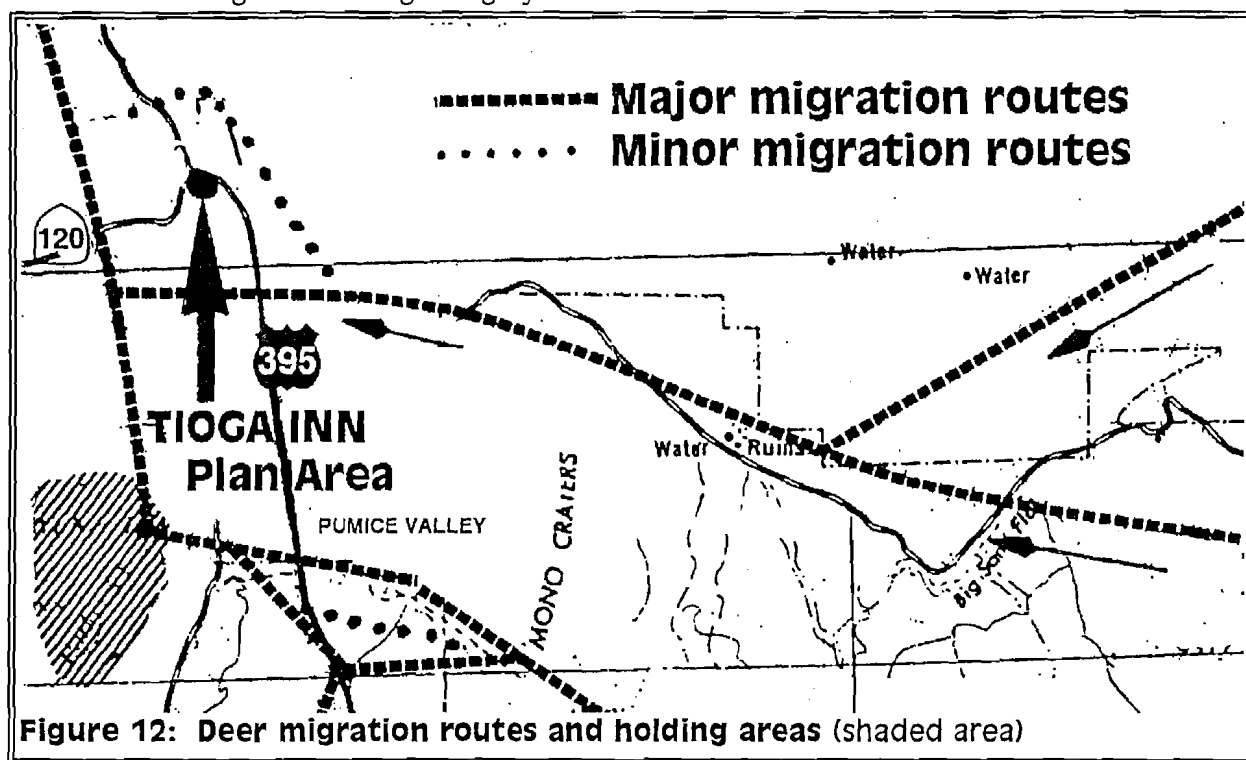 Major migration routes
Minor migration routes
120
Water
Water
395
TIOGA INN
Plan Area
Water
Ruins
PUMICE VALLEY
MONO CRATERS
Big
Figure 12: Deer migration routes and holding areas (shaded area)